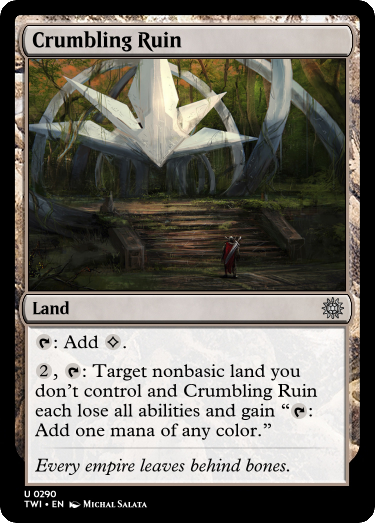 Crumbling Ruin
Land
: Add .
2, : Target nonbasic land you
don't control and Crumbling Ruin
each lose all abilities and gain “:
Add one mana of any color.”
Every empire leaves behind bones.
U 0290
TWI • EN Michal Salata